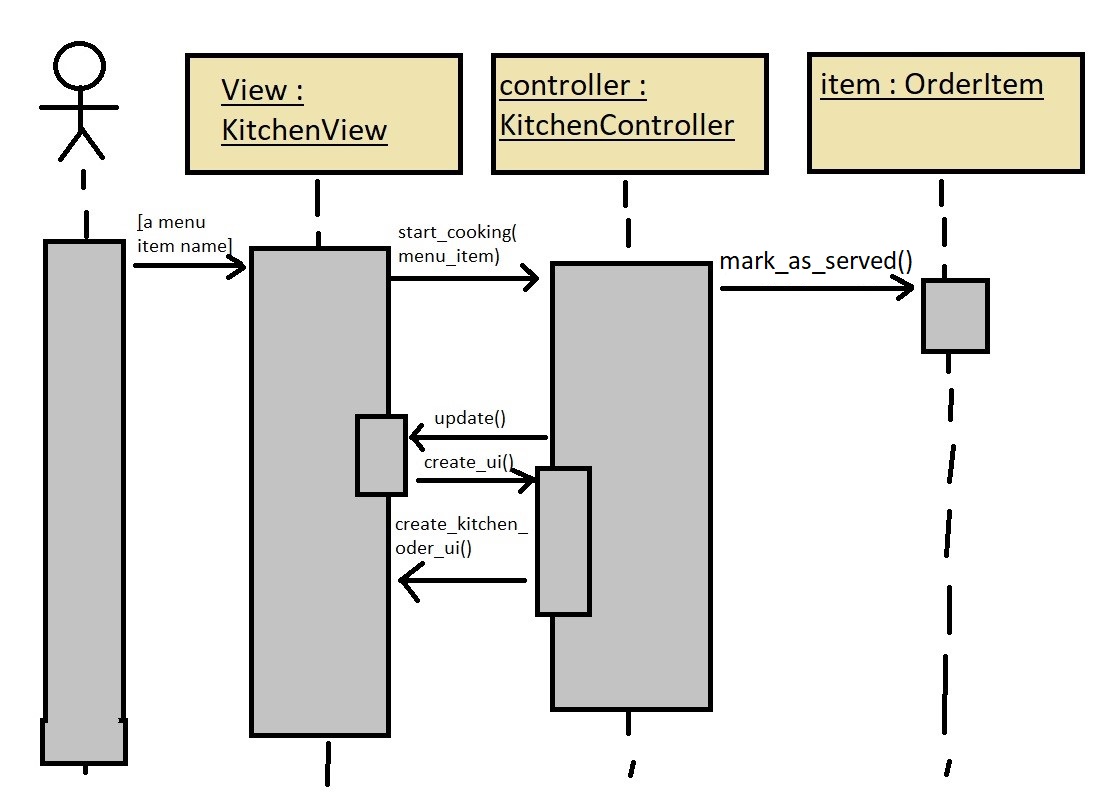 View :
KitchenView
controller :
KitchenController
item : OrderItem
[a menu
item name]
start_cooking(
menu_item)
mark_as_served()
update()
create_ui()
create_kitchen_
oder_ui()